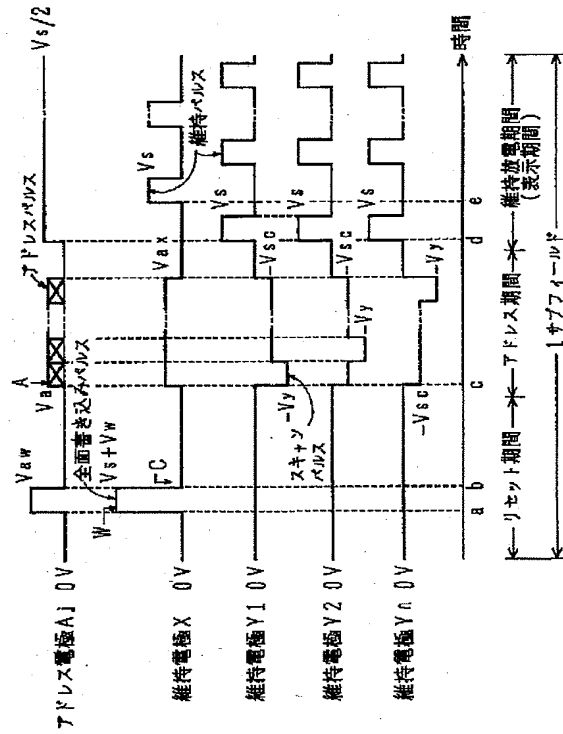 アドレス電極Aj 0V
Vaw
A
Va
アドレスパルス
Vs/2
全面書き込みパルス
維持電極X 0V
W
Vs+Vw
C
Vax
Vs
維持パルス
維持電極Y1 0V
-Vy
-Vsc
Vs
スキャン
パルス
維持電極Y2 0V
-Vy
-Vsc
Vs
維持電極Yn 0V
-Vsc
-Vy
Vs
a
b
c
d
e
時間
リセット期間
アドレス期間
維持放電期間
(表示期間)
1サブフィールド